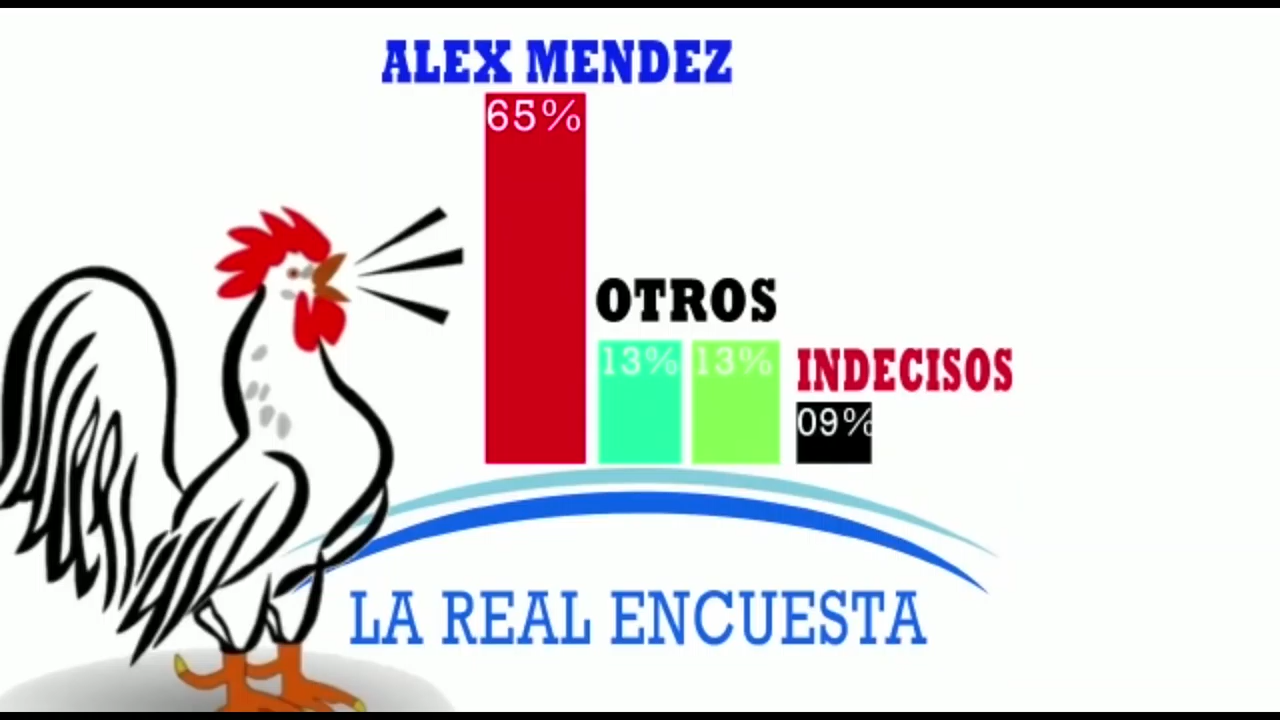 ALEX MENDEZ
65%
OTROS
13% 13%
INDECISOS
09%
LA REAL ENCUESTA